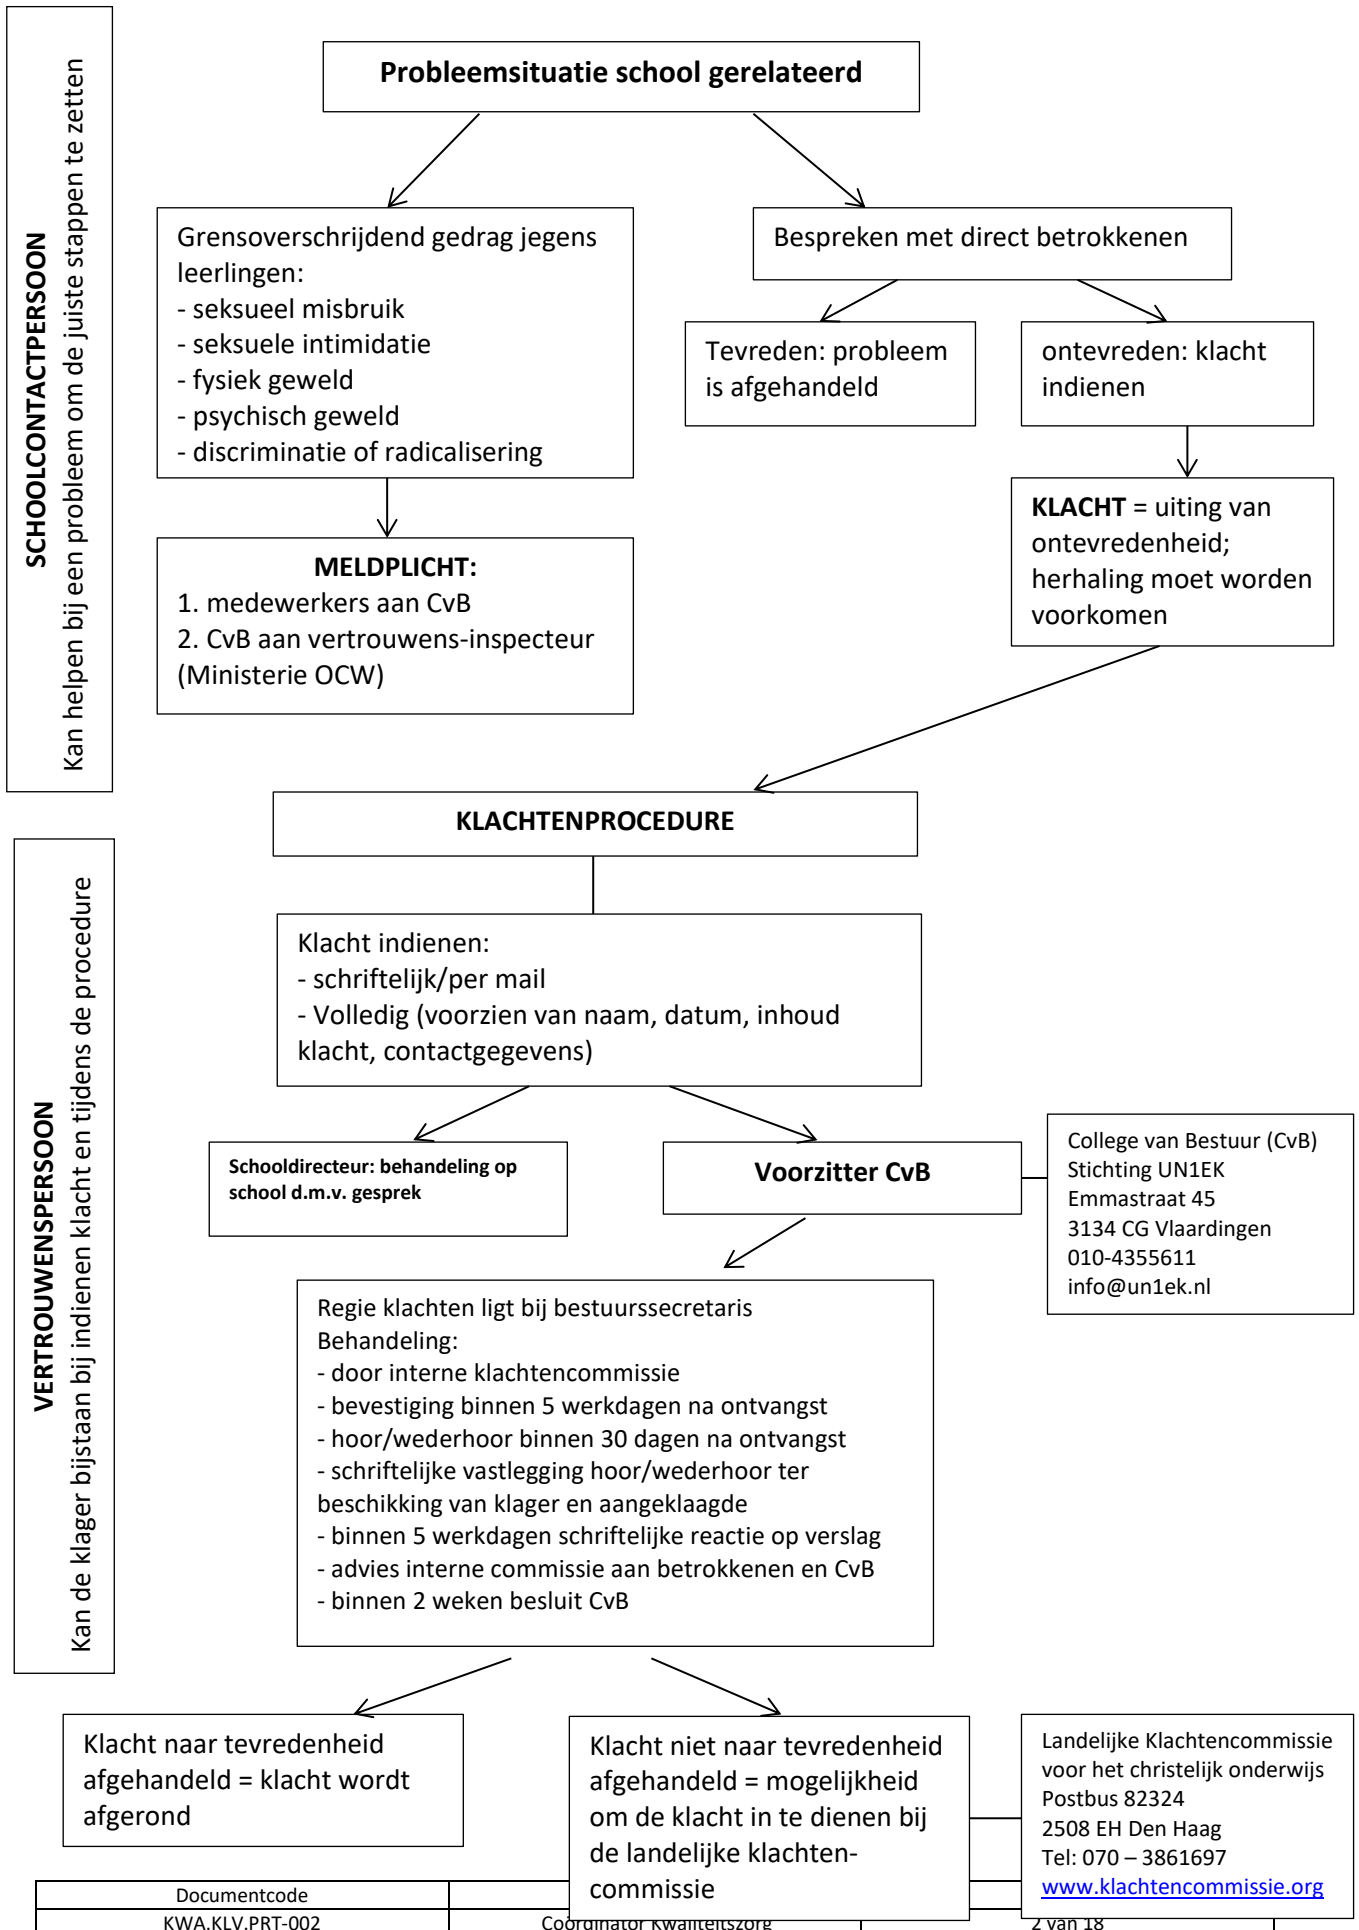 SCHOOLCONTACTPERSOON
Kan helpen bij een probleem om de juiste stappen te zetten
Probleemsituatie school gerelateerd
Grensoverschrijdend gedrag jegens
leerlingen:
- seksueel misbruik
- seksuele intimidatie
- fysiek geweld
- psychisch geweld
- discriminatie of radicalisering
Bespreken met direct betrokkenen
Tevreden: probleem
is afgehandeld
ontevreden: klacht
indienen
MELDPLICHT:
1. medewerkers aan CvB
2. CvB aan vertrouwens-inspecteur
(Ministerie OCW)
KLACHT = uiting van
ontevredenheid;
herhaling moet worden
voorkomen
KLACHTENPROCEDURE
VERTROUWENSPERSOON
Kan de klager bijstaan bij indienen klacht en tijdens de procedure
Klacht indienen:
- schriftelijk/per mail
- Volledig (voorzien van naam, datum, inhoud
klacht, contactgegevens)
Schooldirecteur: behandeling op
school d.m.v. gesprek
Voorzitter CvB
College van Bestuur (CvB)
Stichting UN1EK
Emmastraat 45
3134 CG Vlaardingen
010-4355611
info@un1ek.nl
Regie klachten ligt bij bestuurssecretaris
Behandeling:
- door interne klachtencommissie
- bevestiging binnen 5 werkdagen na ontvangst
- hoor/wederhoor binnen 30 dagen na ontvangst
- schriftelijke vastlegging hoor/wederhoor ter
beschikking van klager en aangeklaagde
- binnen 5 werkdagen schriftelijke reactie op verslag
- advies interne commissie aan betrokkenen en CvB
- binnen 2 weken besluit CvB
Klacht naar tevredenheid
afgehandeld = klacht wordt
afgerond
Klacht niet naar tevredenheid
afgehandeld = mogelijkheid
om de klacht in te dienen bij
de landelijke klachten-
commissie
Landelijke Klachtencommissie
voor het christelijk onderwijs
Postbus 82324
2508 EH Den Haag
Tel: 070 – 3861697
www.klachtencommissie.org
Documentcode
KWA.KLV.PRT-002
Coördinator Kwaliteitszorg
2 van 18